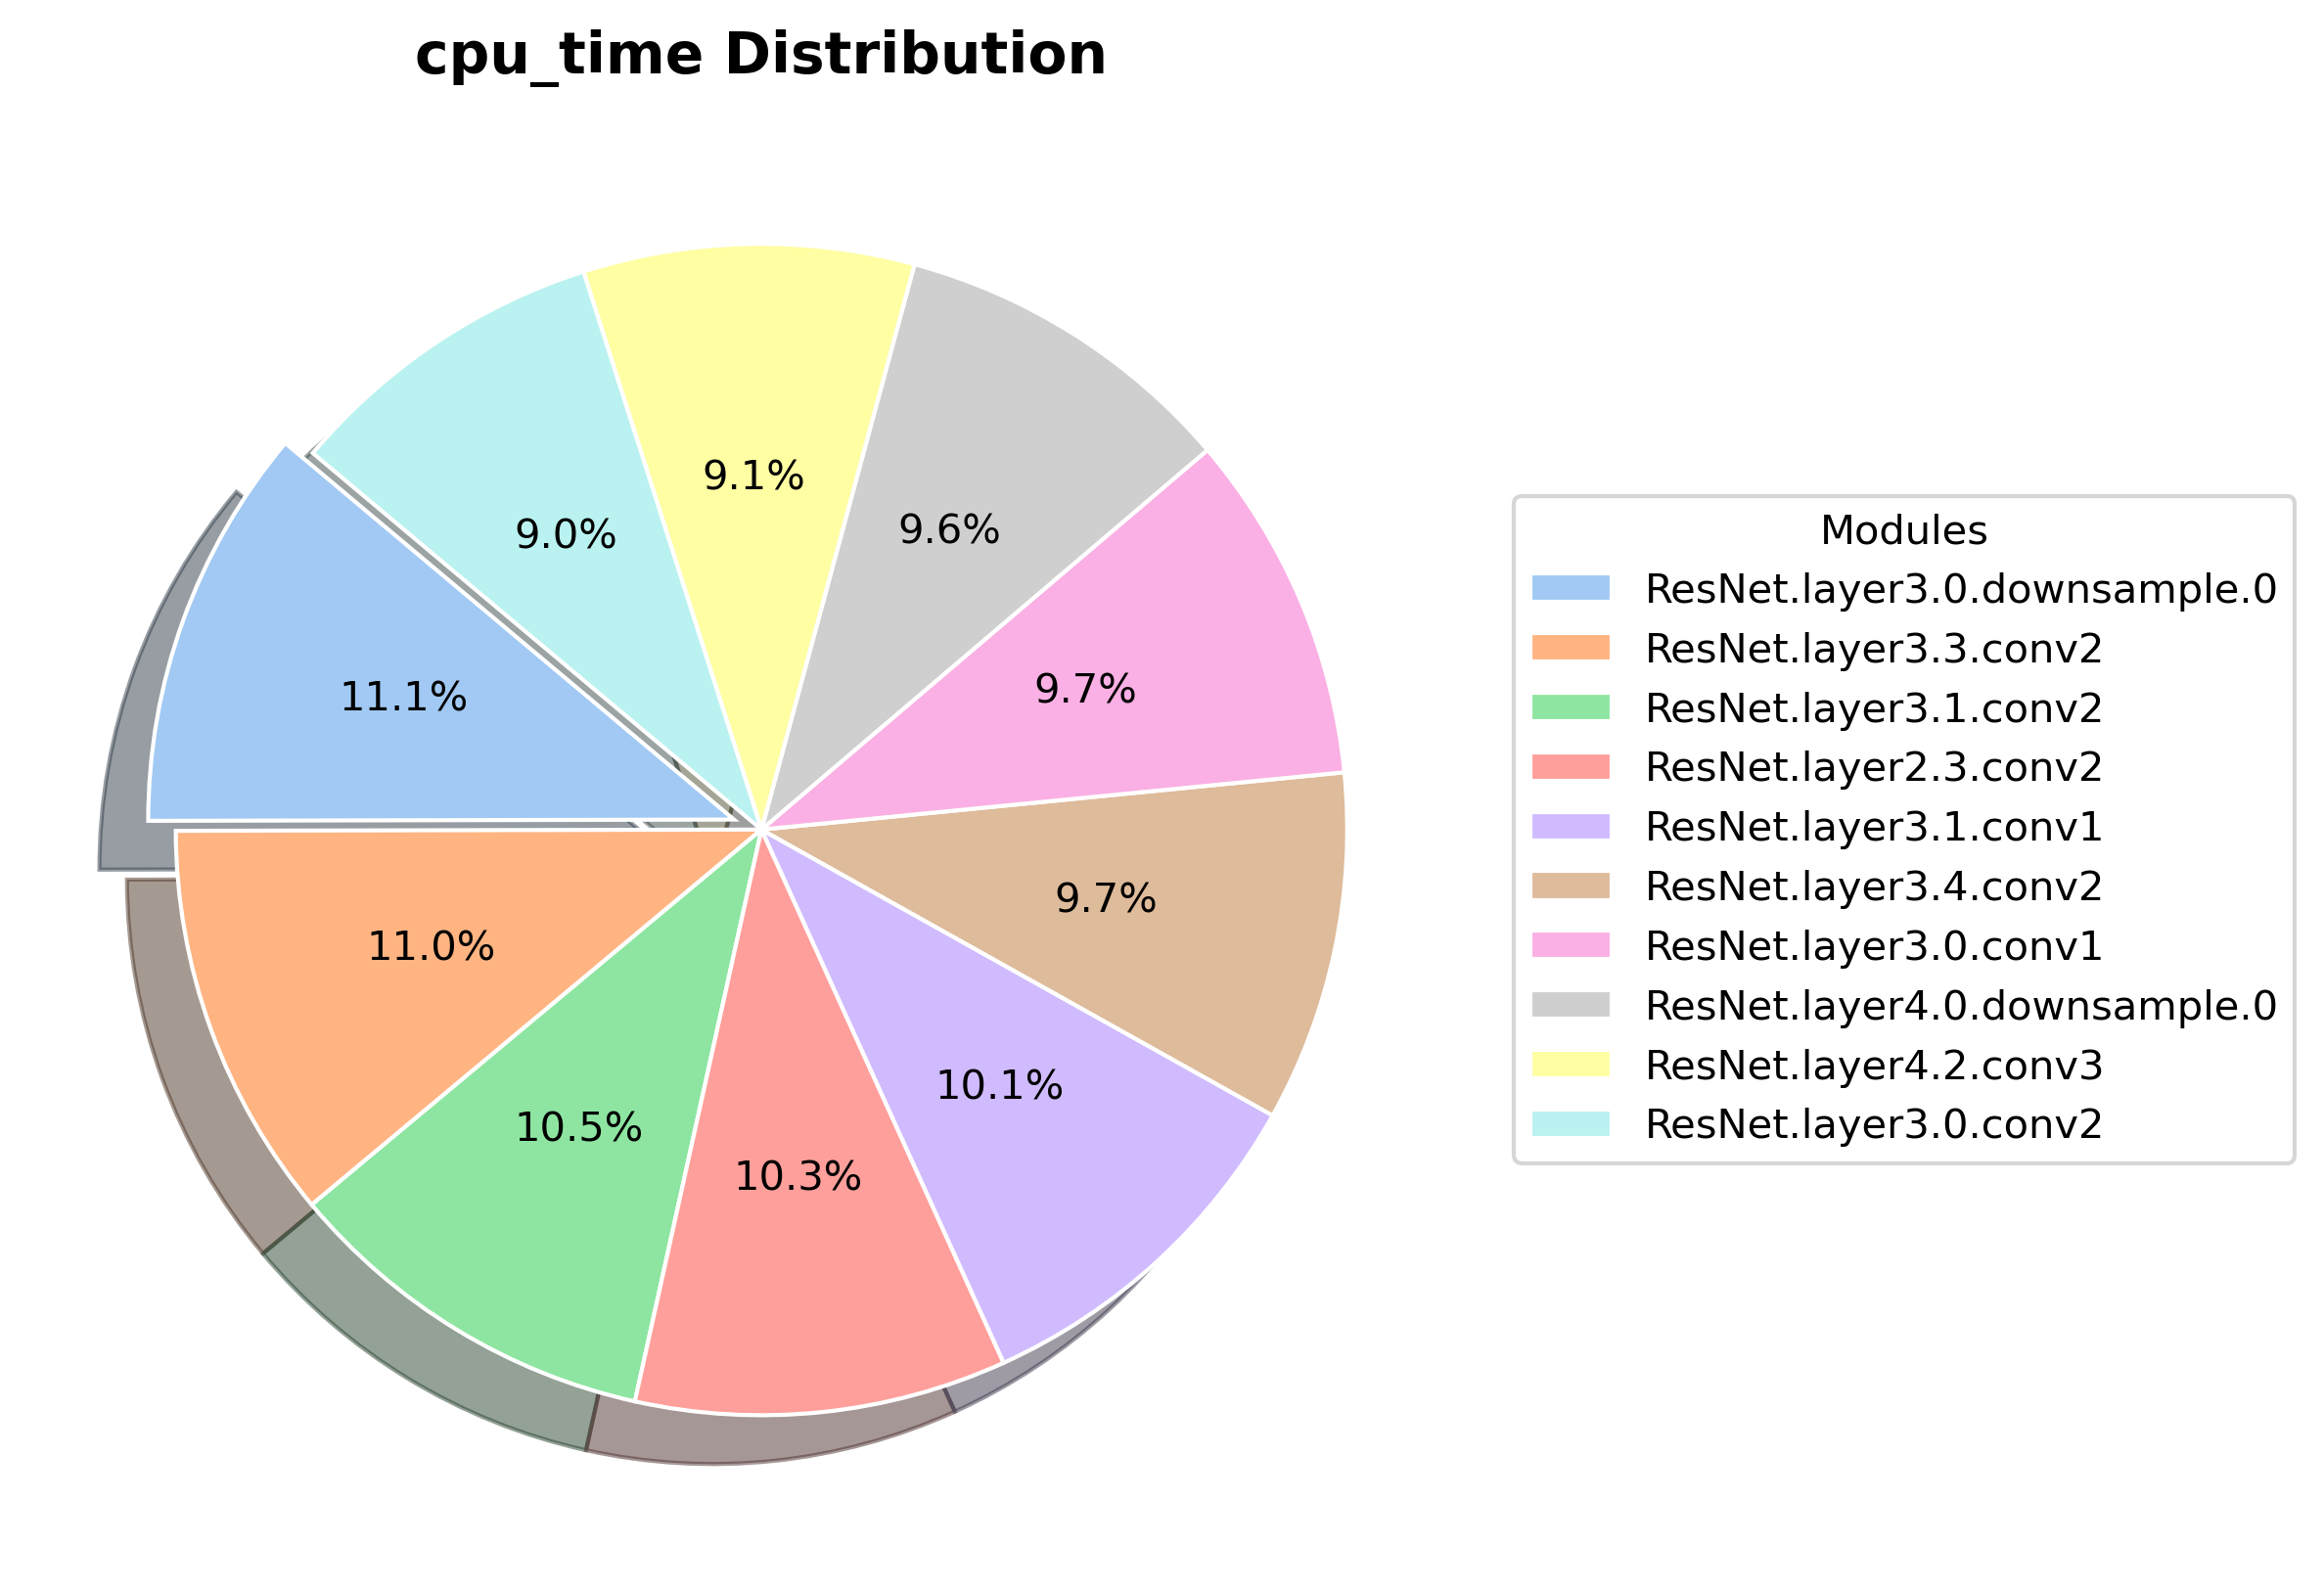 cpu_time Distribution
9.1%
9.6%
9.0%
9.7%
11.1%
9.7%
11.0%
10.1%
10.5%
10.3%
Modules
ResNet.layer3.0.downsample.0
ResNet.layer3.3.conv2
ResNet.layer3.1.conv2
ResNet.layer2.3.conv2
ResNet.layer3.1.conv1
ResNet.layer3.4.conv2
ResNet.layer3.0.conv1
ResNet.layer4.0.downsample.0
ResNet.layer4.2.conv3
ResNet.layer3.0.conv2